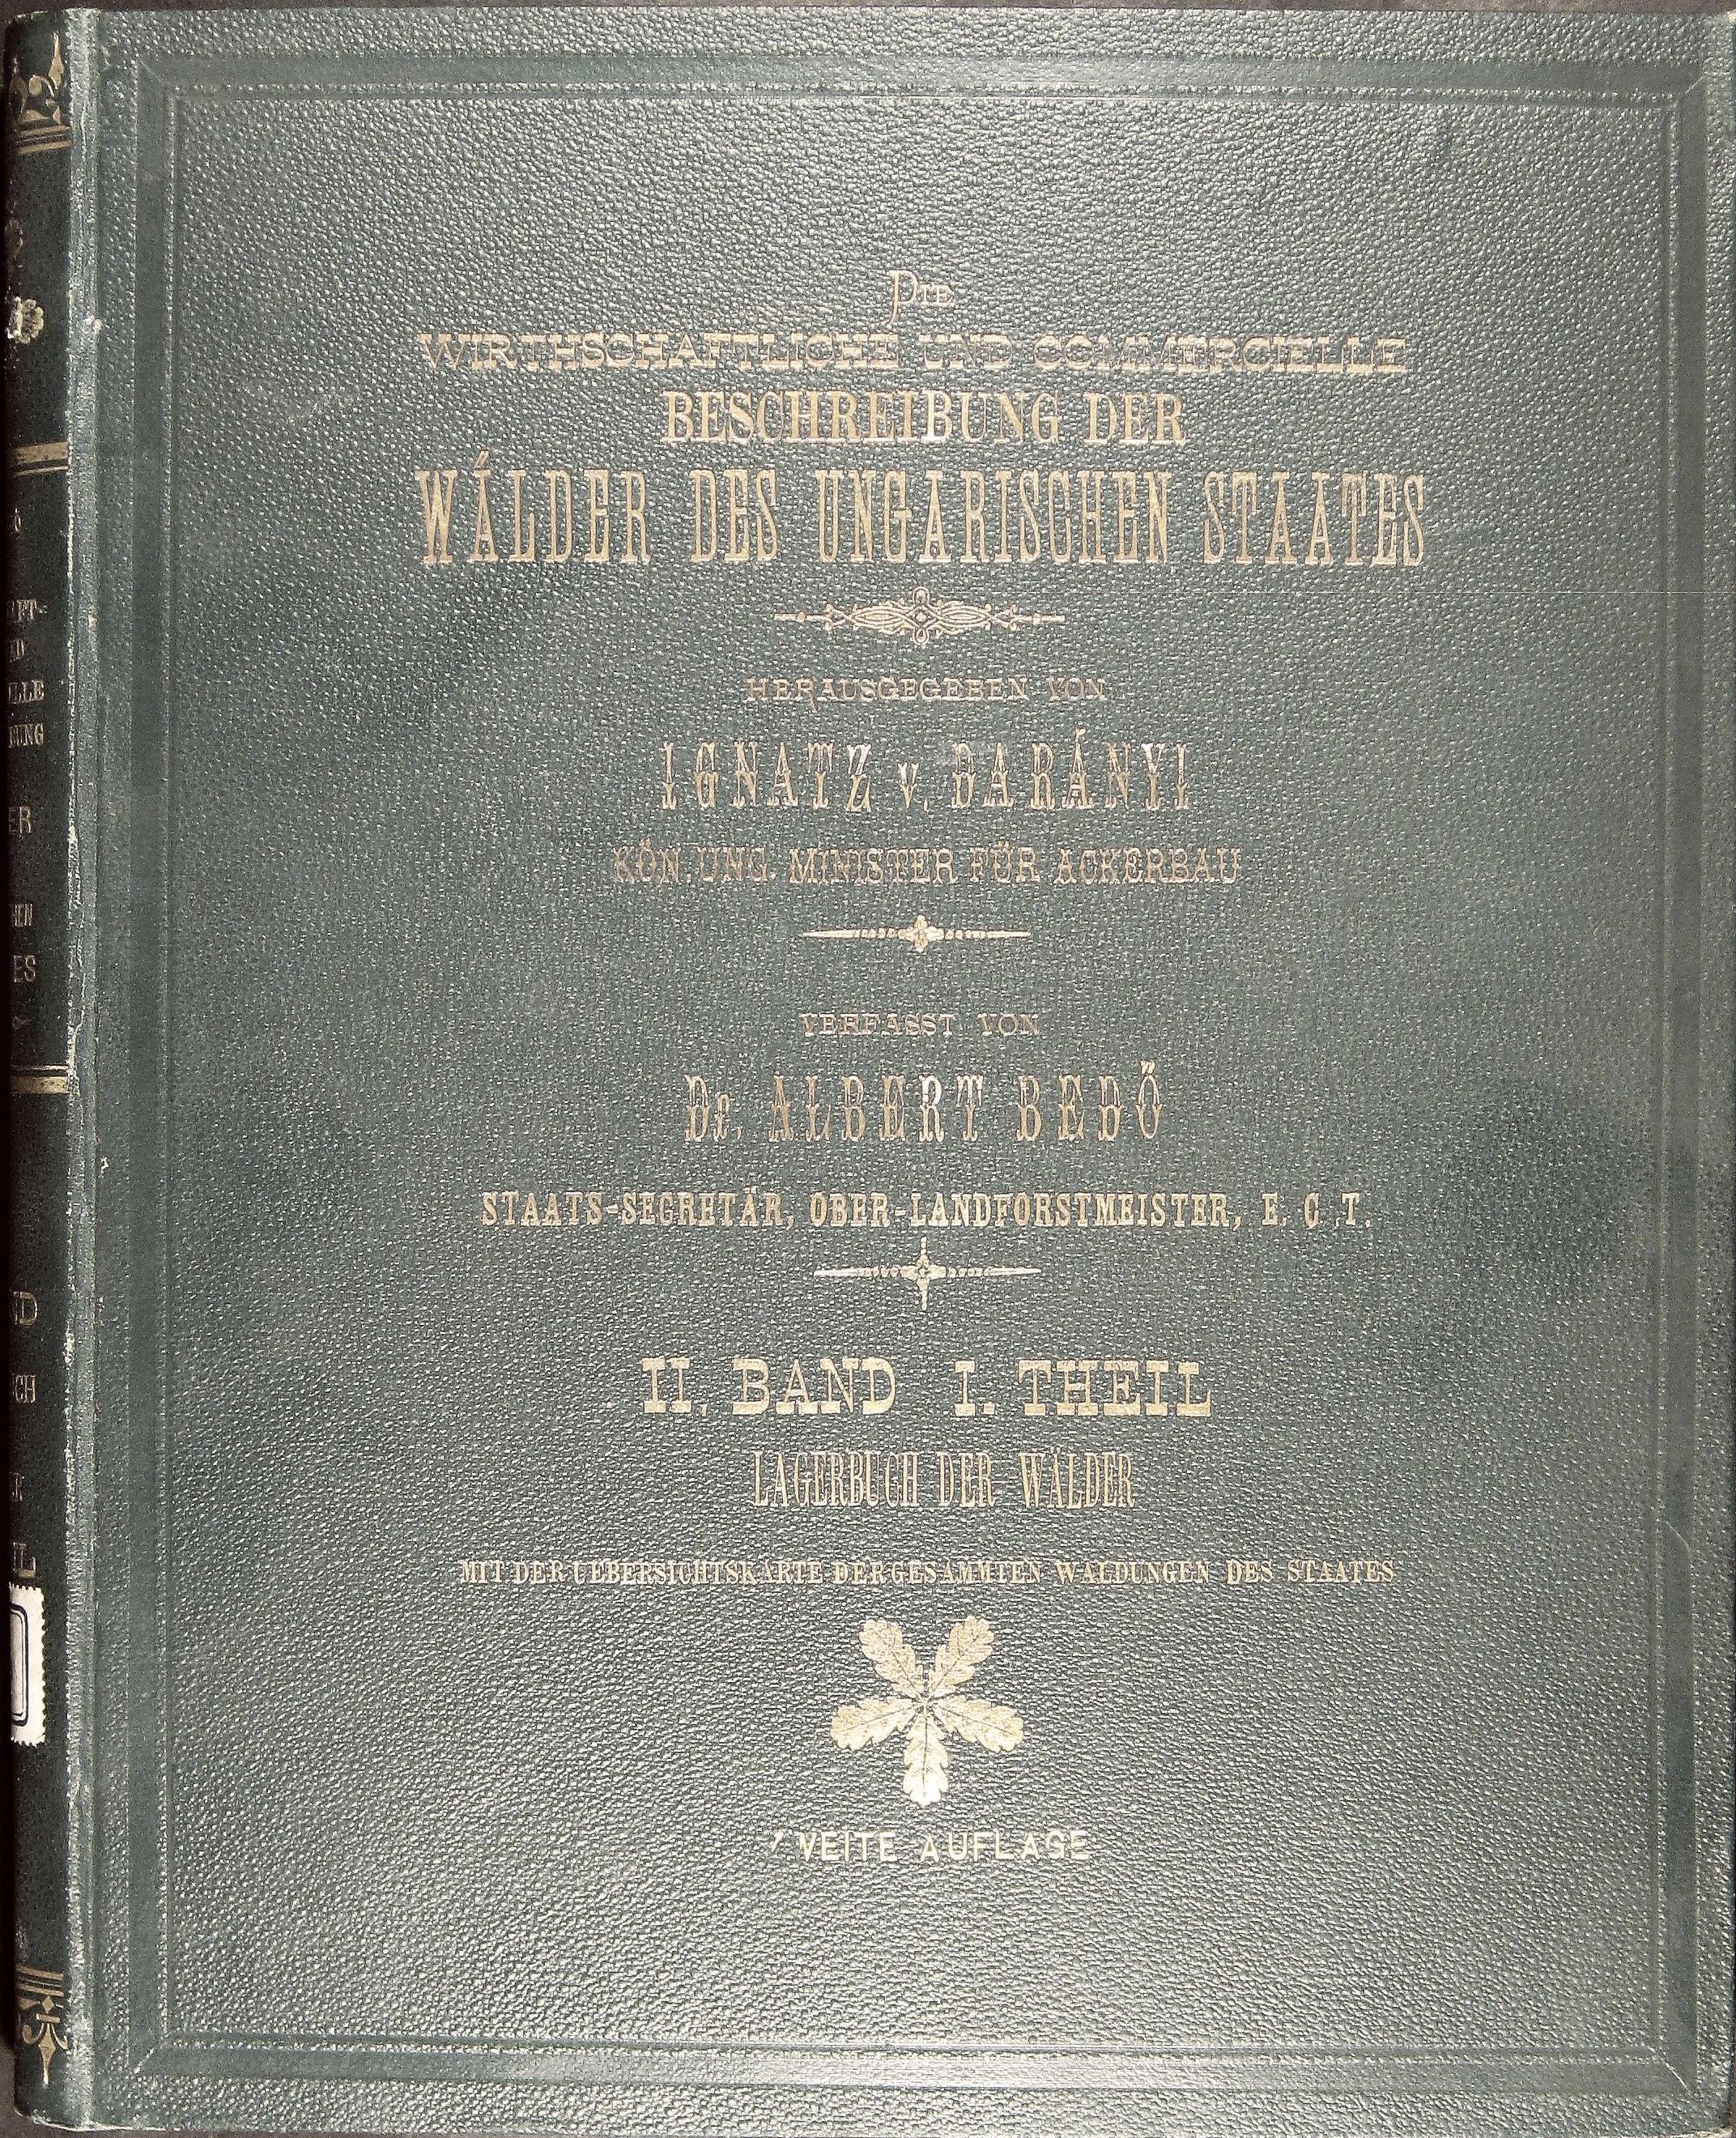 DIE
WIRTHSCHAFTLICHE UND COMMERCIELLE
BESCHREIBUNG DER
WÄLDER DES UNGARISCHEN STAATES
HERAUSGEGEBEN VON
IGNATZ v. DARÁNYI
KÖN. UNG. MINISTER FÜR ACKERBAU
VERFASST VON
Dr. ALBERT BEDŐ
STAATS-SECRETÄR, OBER-LANDFORSTMEISTER, E. C. T.
II. BAND I. THEIL
LAGERBUCH DER WÄLDER
MIT DER UEBERSICHTSKARTE DER GESAMMTEN WALDUNGEN DES STAATES
VEITE AUFLAGE